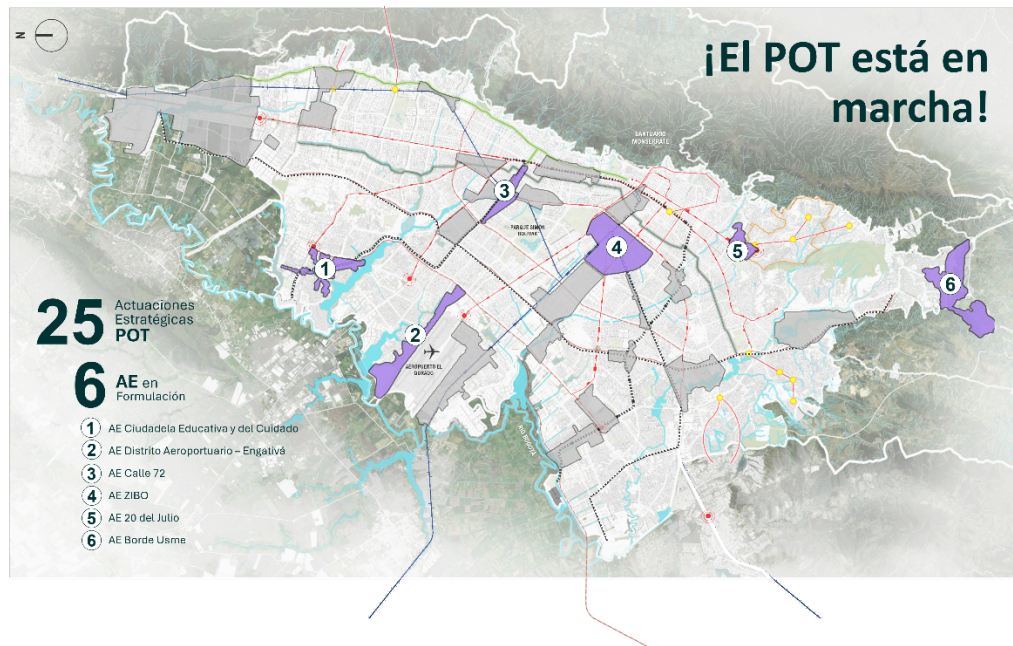 N
¡El POT está en
marcha!
SANTUARIO
MONSERRATE
3
PARQUE SIMÓN
BOLÍVAR
4
5
1
6
2
AEROPUERTO EL
DORADO
RÍO BOGOTÁ
25
Actuaciones
Estratégicas
POT
6
AE en
Formulación
1 AE Ciudadela Educativa y del Cuidado
2 AE Distrito Aeroportuario – Engativá
3 AE Calle 72
4 AE ZIBO
5 AE 20 del Julio
6 AE Borde Usme